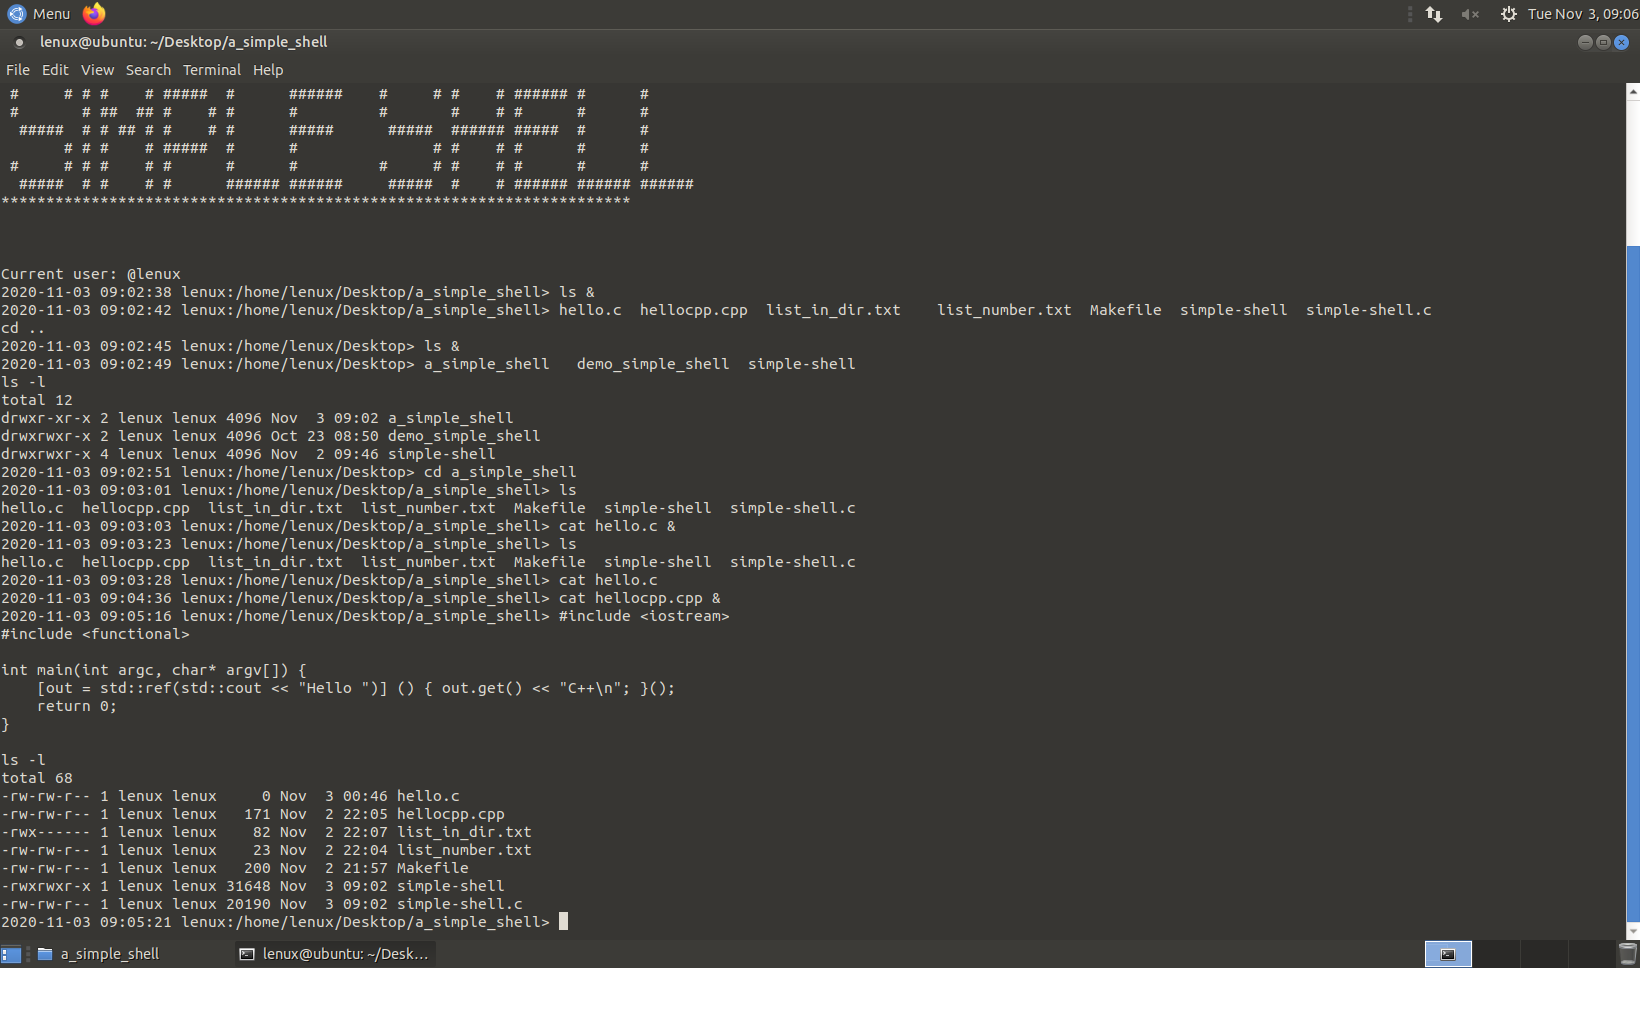 Menu
Tue Nov 3, 09:06
lenux@ubuntu: ~/Desktop/a_simple_shell
File Edit View Search Terminal Help
 #     # # #    # #####  #      ######    #     # #    # ###### #      #
 #       # ##  ## #    # #      #         #       #    # #      #      #
  #####  # # ## # #    # #      #####      #####  ###### #####  #      #
       # # #    # #####  #      #               # #    # #      #      #
 #     # # #    # #      #      #         #     # #    # #      #      #
  #####  # #    # #      ###### ######     #####  #    # ###### ###### ######
**********************************************************************
Current user: @lenux
2020-11-03 09:02:38 lenux:/home/lenux/Desktop/a_simple_shell> ls &
2020-11-03 09:02:42 lenux:/home/lenux/Desktop/a_simple_shell> hello.c  hellocpp.cpp  list_in_dir.txt    list_number.txt  Makefile  simple-shell  simple-shell.c
cd ..
2020-11-03 09:02:45 lenux:/home/lenux/Desktop> ls &
2020-11-03 09:02:49 lenux:/home/lenux/Desktop> a_simple_shell   demo_simple_shell  simple-shell
ls -l
total 12
drwxr-xr-x 2 lenux lenux 4096 Nov  3 09:02 a_simple_shell
drwxrwxr-x 2 lenux lenux 4096 Oct 23 08:50 demo_simple_shell
drwxrwxr-x 4 lenux lenux 4096 Nov  2 09:46 simple-shell
2020-11-03 09:02:51 lenux:/home/lenux/Desktop> cd a_simple_shell
2020-11-03 09:03:01 lenux:/home/lenux/Desktop/a_simple_shell> ls
hello.c  hellocpp.cpp  list_in_dir.txt  list_number.txt  Makefile  simple-shell  simple-shell.c
2020-11-03 09:03:03 lenux:/home/lenux/Desktop/a_simple_shell> cat hello.c &
2020-11-03 09:03:23 lenux:/home/lenux/Desktop/a_simple_shell> ls
hello.c  hellocpp.cpp  list_in_dir.txt  list_number.txt  Makefile  simple-shell  simple-shell.c
2020-11-03 09:03:28 lenux:/home/lenux/Desktop/a_simple_shell> cat hello.c
2020-11-03 09:04:36 lenux:/home/lenux/Desktop/a_simple_shell> cat hellocpp.cpp &
2020-11-03 09:05:16 lenux:/home/lenux/Desktop/a_simple_shell> #include <iostream>
#include <functional>
int main(int argc, char* argv[]) {
    [out = std::ref(std::cout << "Hello ")] () { out.get() << "C++\n"; }();
    return 0;
}
ls -l
total 68
-rw-rw-r-- 1 lenux lenux     0 Nov  3 00:46 hello.c
-rw-rw-r-- 1 lenux lenux   171 Nov  2 22:05 hellocpp.cpp
-rwx------ 1 lenux lenux    82 Nov  2 22:07 list_in_dir.txt
-rw-rw-r-- 1 lenux lenux    23 Nov  2 22:04 list_number.txt
-rw-rw-r-- 1 lenux lenux   200 Nov  2 21:57 Makefile
-rwxrwxr-x 1 lenux lenux 31648 Nov  3 09:02 simple-shell
-rw-rw-r-- 1 lenux lenux 20190 Nov  3 09:02 simple-shell.c
2020-11-03 09:05:21 lenux:/home/lenux/Desktop/a_simple_shell>
a_simple_shell
lenux@ubuntu: ~/Desk...